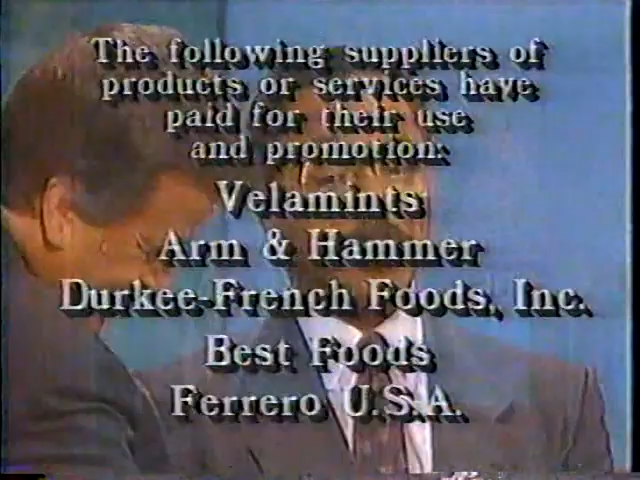 The following suppliers of
products or services have
paid for their use
and promotion:
Velamints
Arm & Hammer
Durkee-French Foods, Inc.
Best Foods
Ferrero U.S.A.